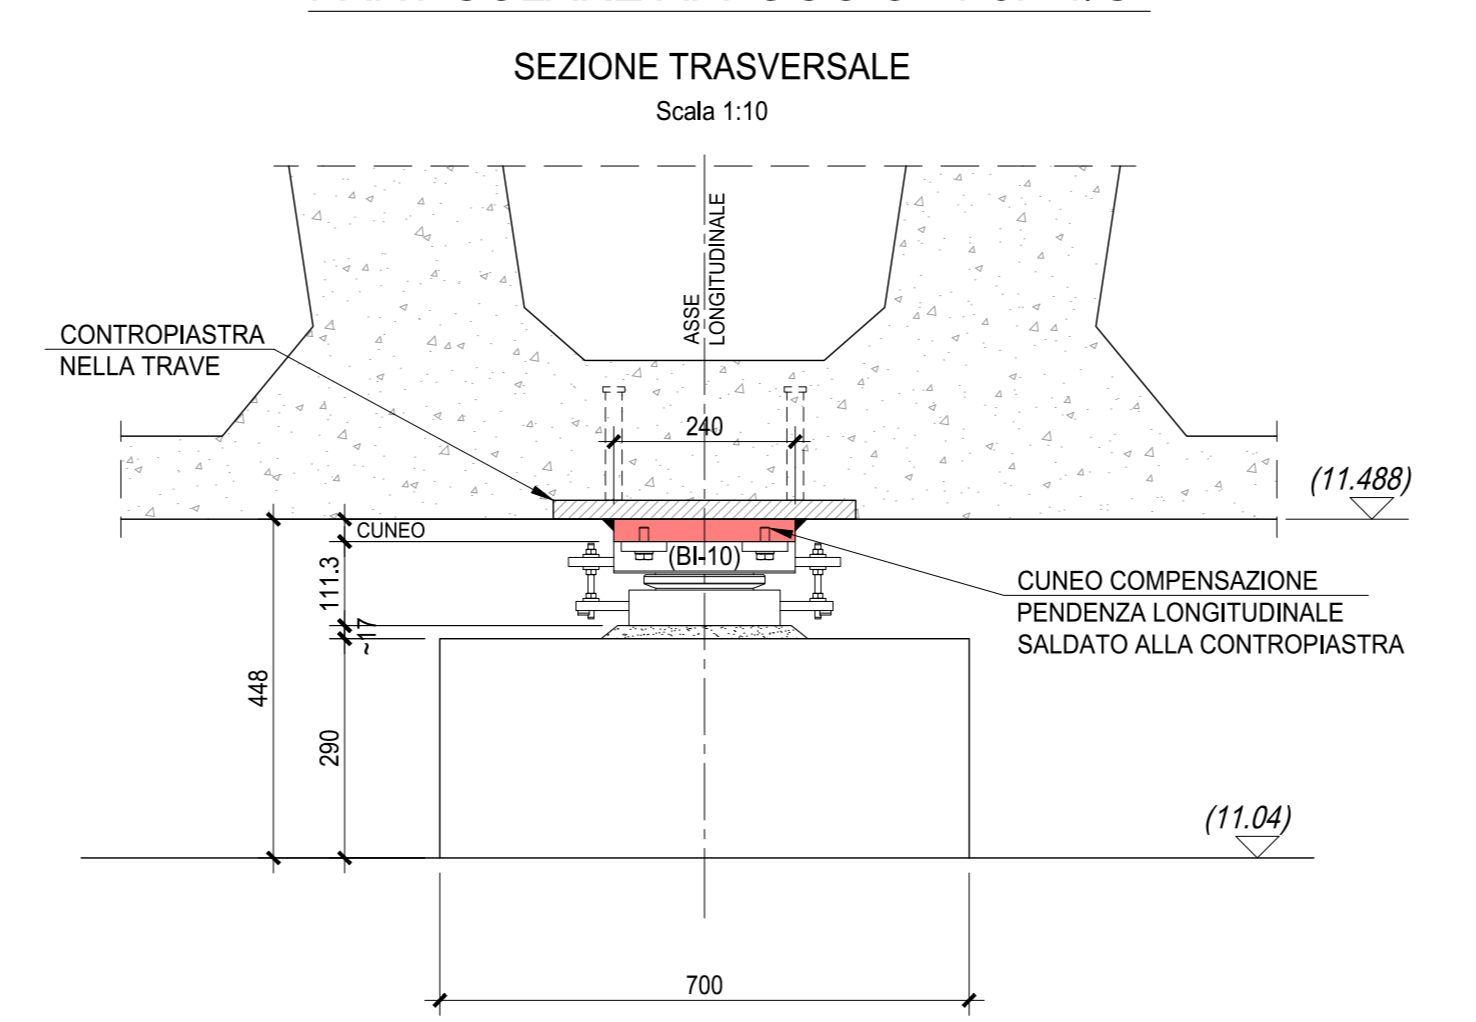 SEZIONE TRASVERSALE
Scala 1:10
ASSE
LONGITUDINALE
CONTROPIASTRA
NELLA TRAVE
240
(11.488)
CUNEO
(BI-10)
111.3
~17
CUNEO COMPENSAZIONE
PENDENZA LONGITUDINALE
SALDATO ALLA CONTROPIASTRA
448
290
(11.04)
700